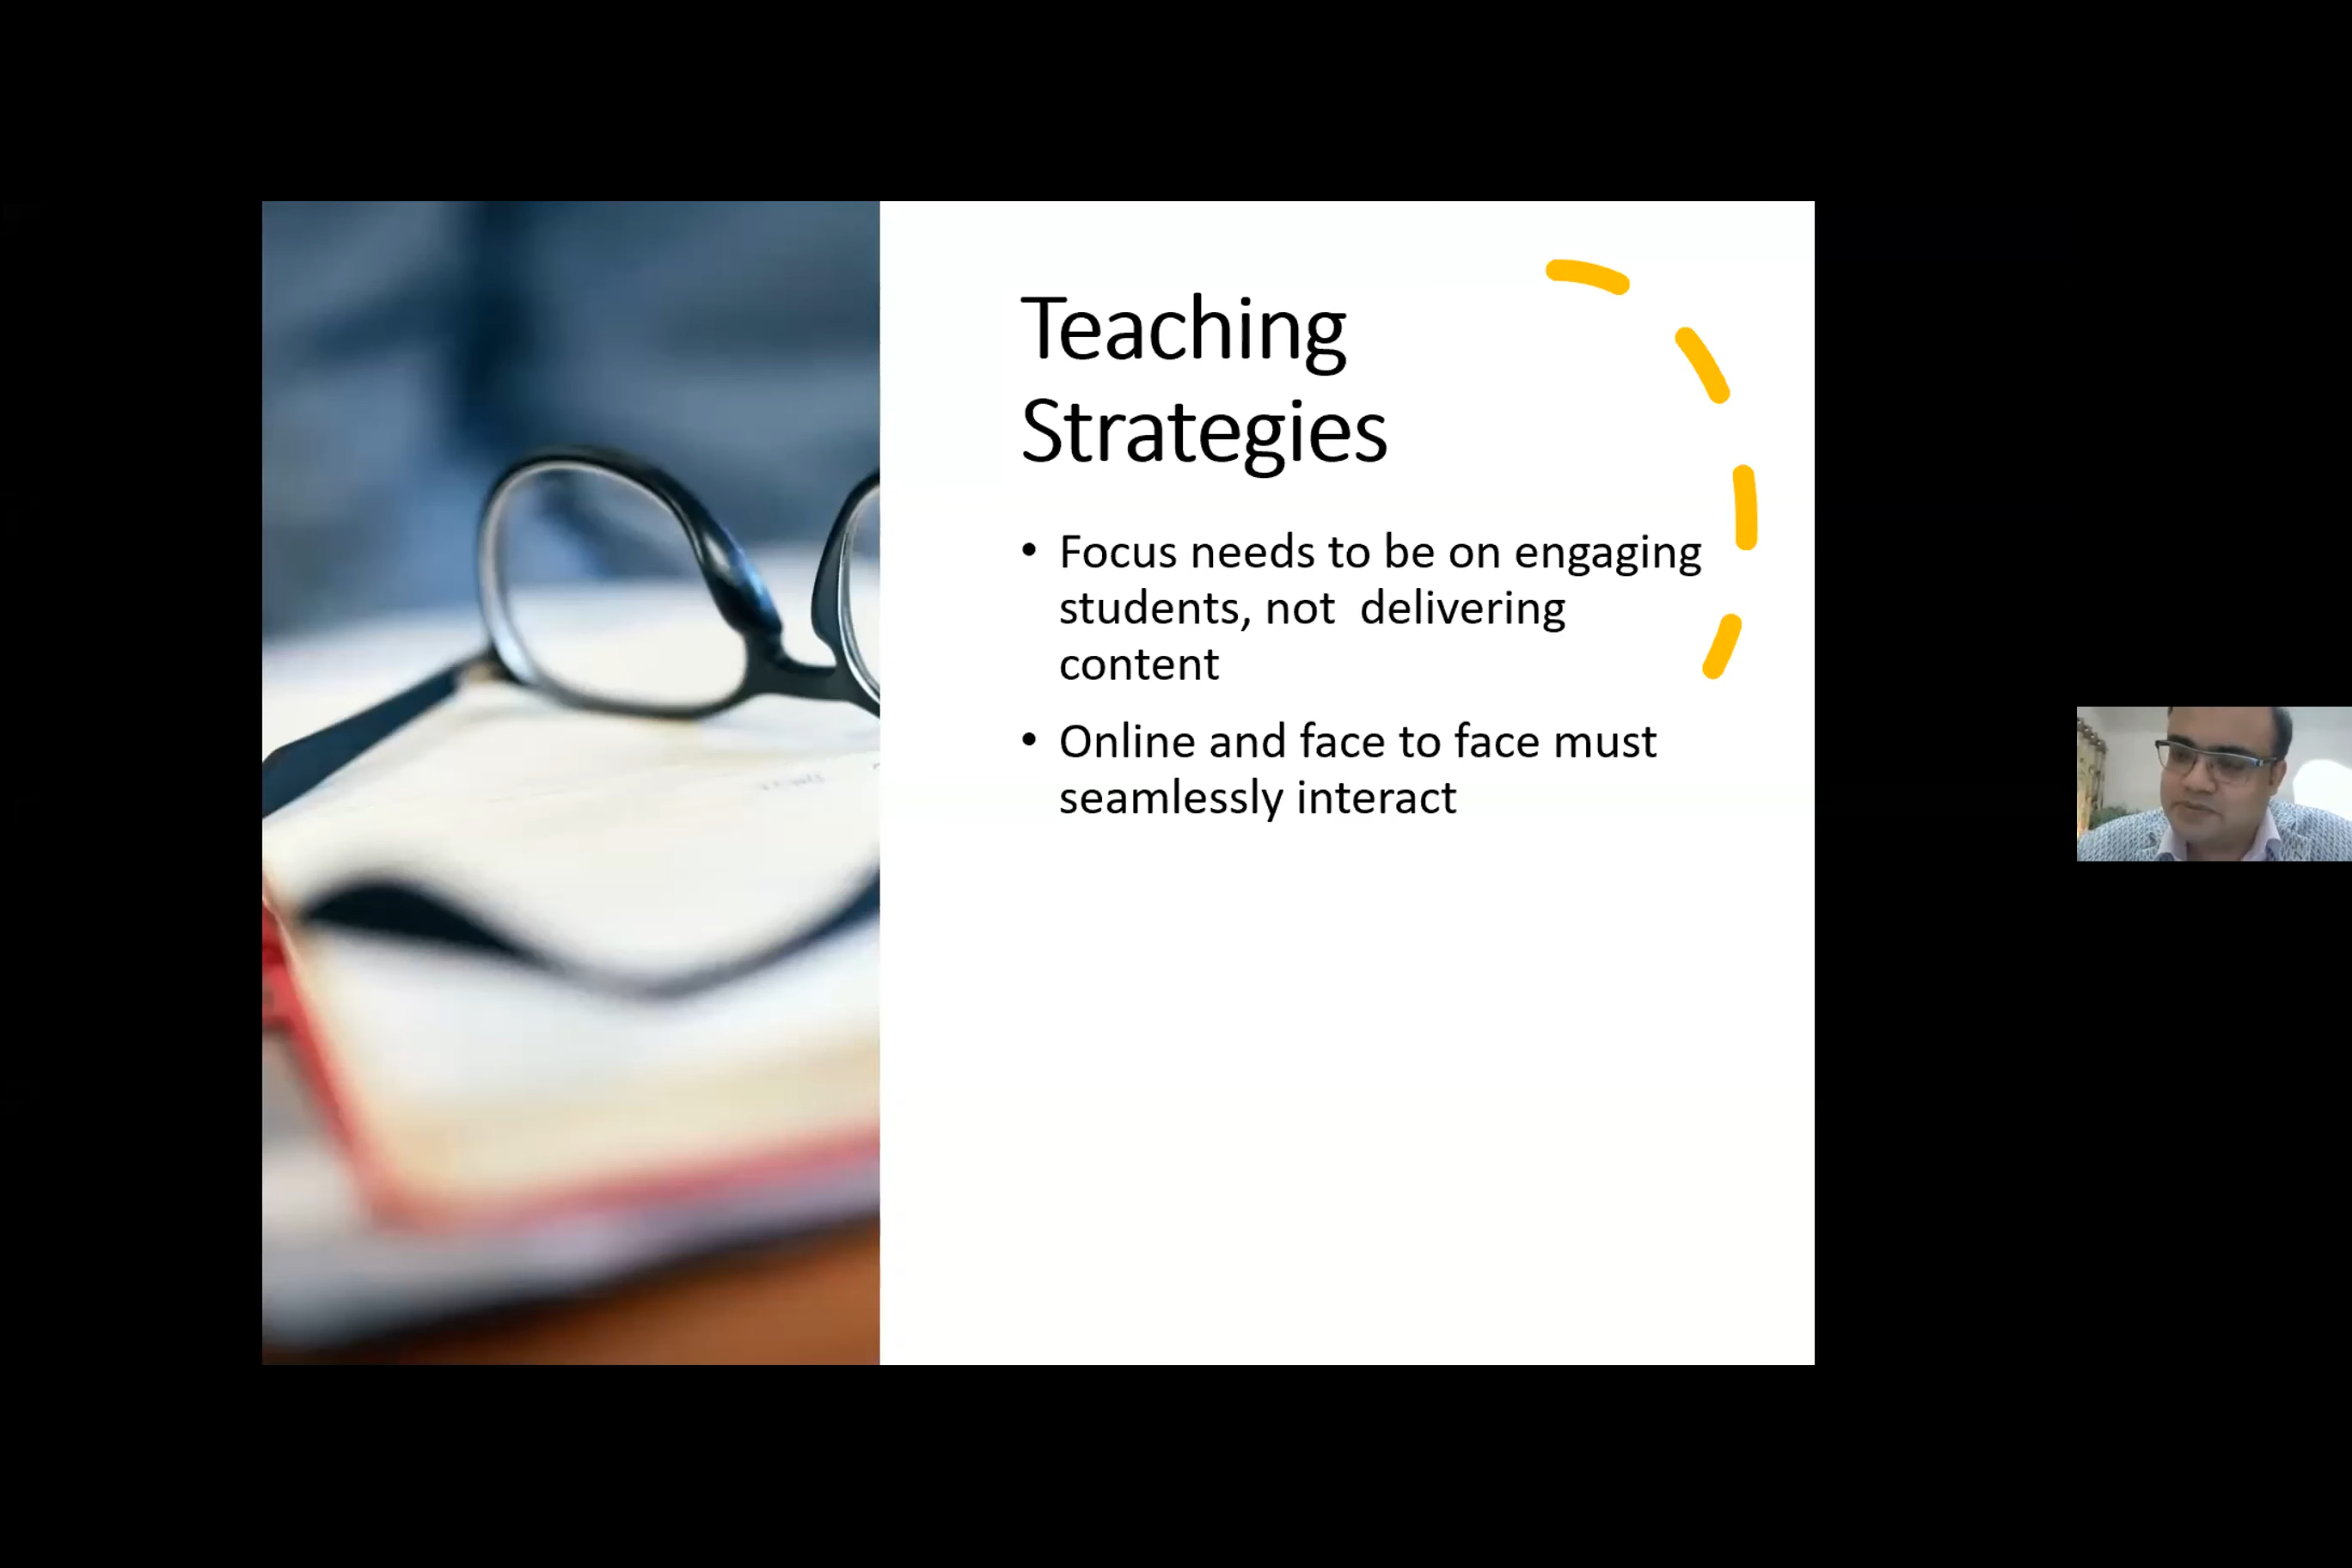 Teaching
Strategies
• Focus needs to be on engaging
students, not  delivering
content
• Online and face to face must
seamlessly interact